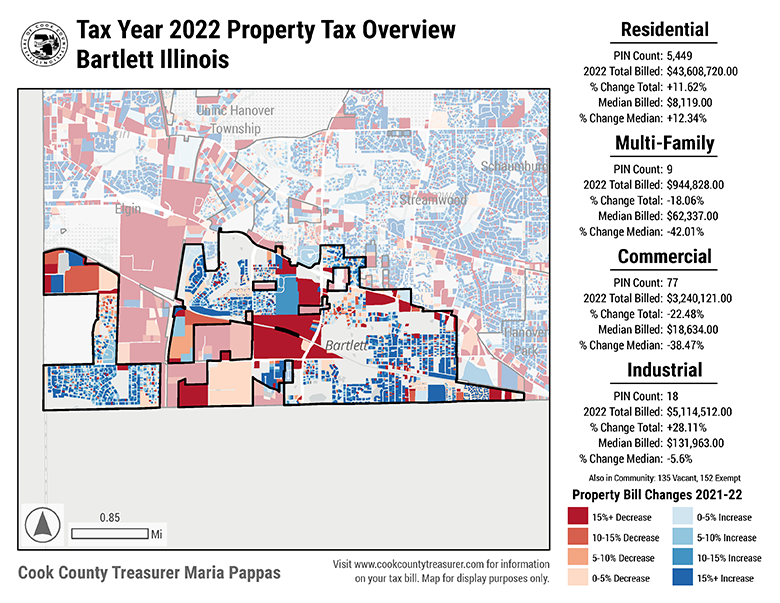 Tax Year 2022 Property Tax Overview
Bartlett Illinois
Uninc Hanover
Township
Schaumburg
Elgin
Streamwood
Hanover
Park
Bartlett
0.85
Mi
Cook County Treasurer Maria Pappas
Visit www.cookcountytreasurer.com for information
on your tax bill. Map for display purposes only.
Residential
PIN Count: 5,449
2022 Total Billed: $43,608,720.00
% Change Total: +11.62%
Median Billed: $8,119.00
% Change Median: +12.34%
Multi-Family
PIN Count: 9
2022 Total Billed: $944,828.00
% Change Total: -18.06%
Median Billed: $62,337.00
% Change Median: -42.01%
Commercial
PIN Count: 77
2022 Total Billed: $3,240,121.00
% Change Total: -22.48%
Median Billed: $18,634.00
% Change Median: -38.47%
Industrial
PIN Count: 18
2022 Total Billed: $5,114,512.00
% Change Total: +28.11%
Median Billed: $131,963.00
% Change Median: -5.6%
Also in Community: 135 Vacant, 152 Exempt
Property Bill Changes 2021-22
15%+ Decrease
10-15% Decrease
5-10% Decrease
0-5% Decrease
0-5% Increase
5-10% Increase
10-15% Increase
15%+ Increase